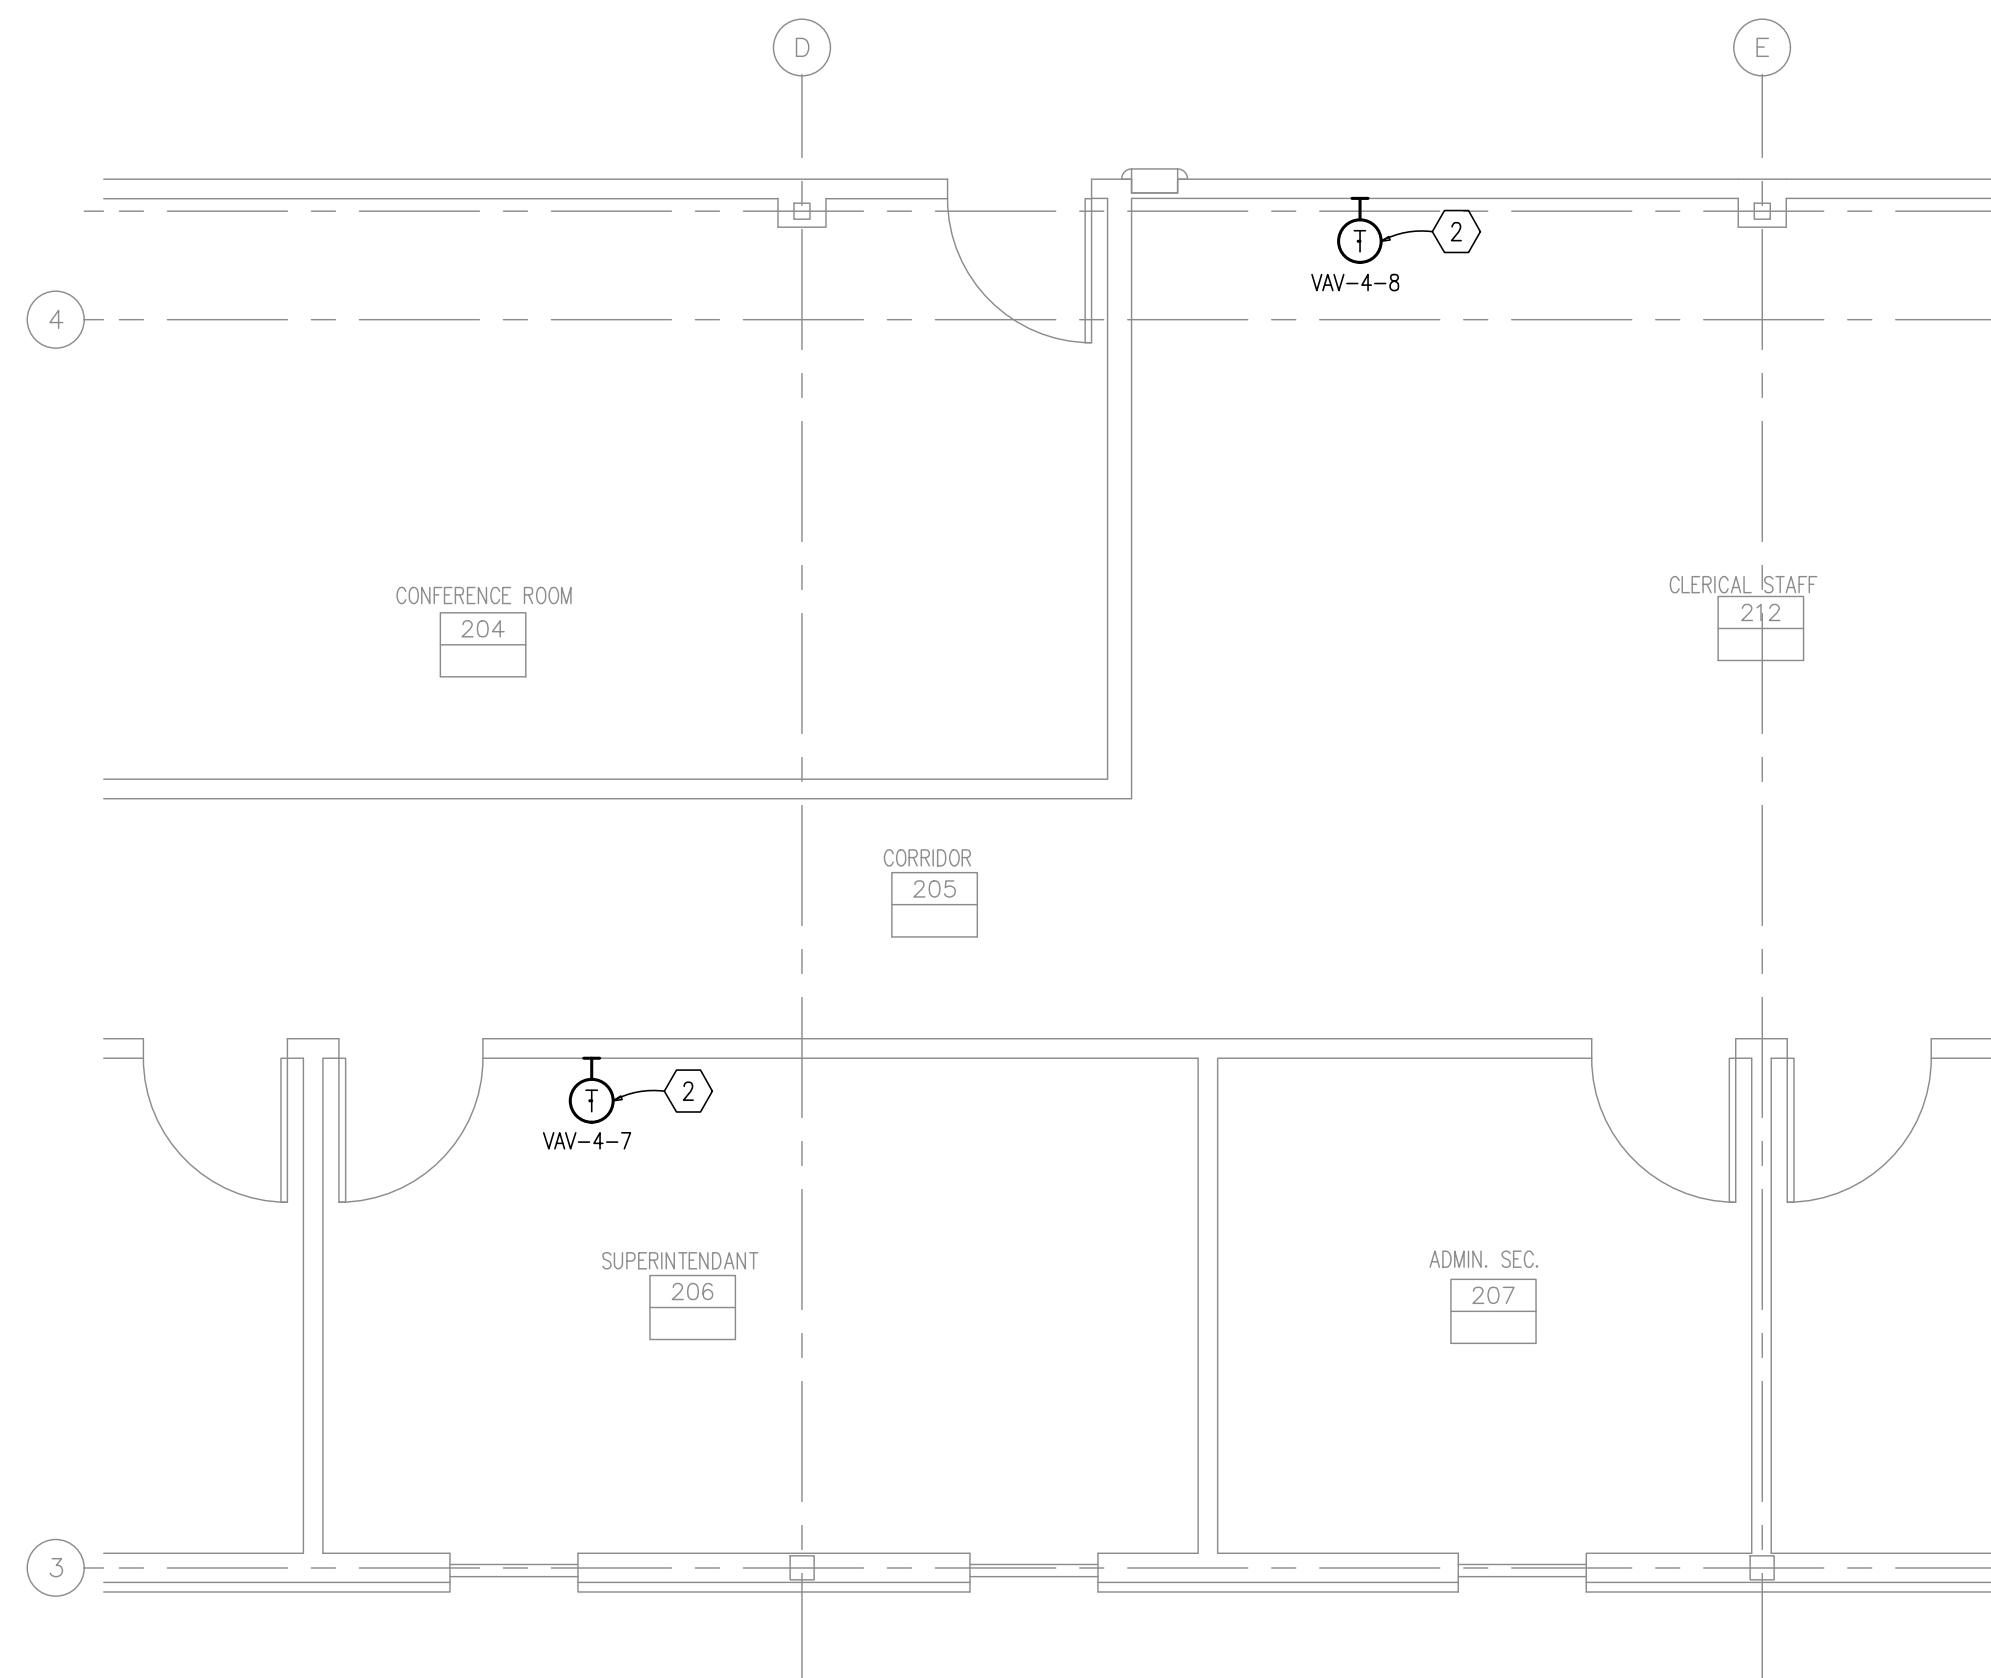 D
E
T
2
VAV-4-8
4
CONFERENCE ROOM
204
CLERICAL STAFF
212
CORRIDOR
205
T
2
VAV-4-7
SUPERINTENDANT
206
ADMIN. SEC.
207
3